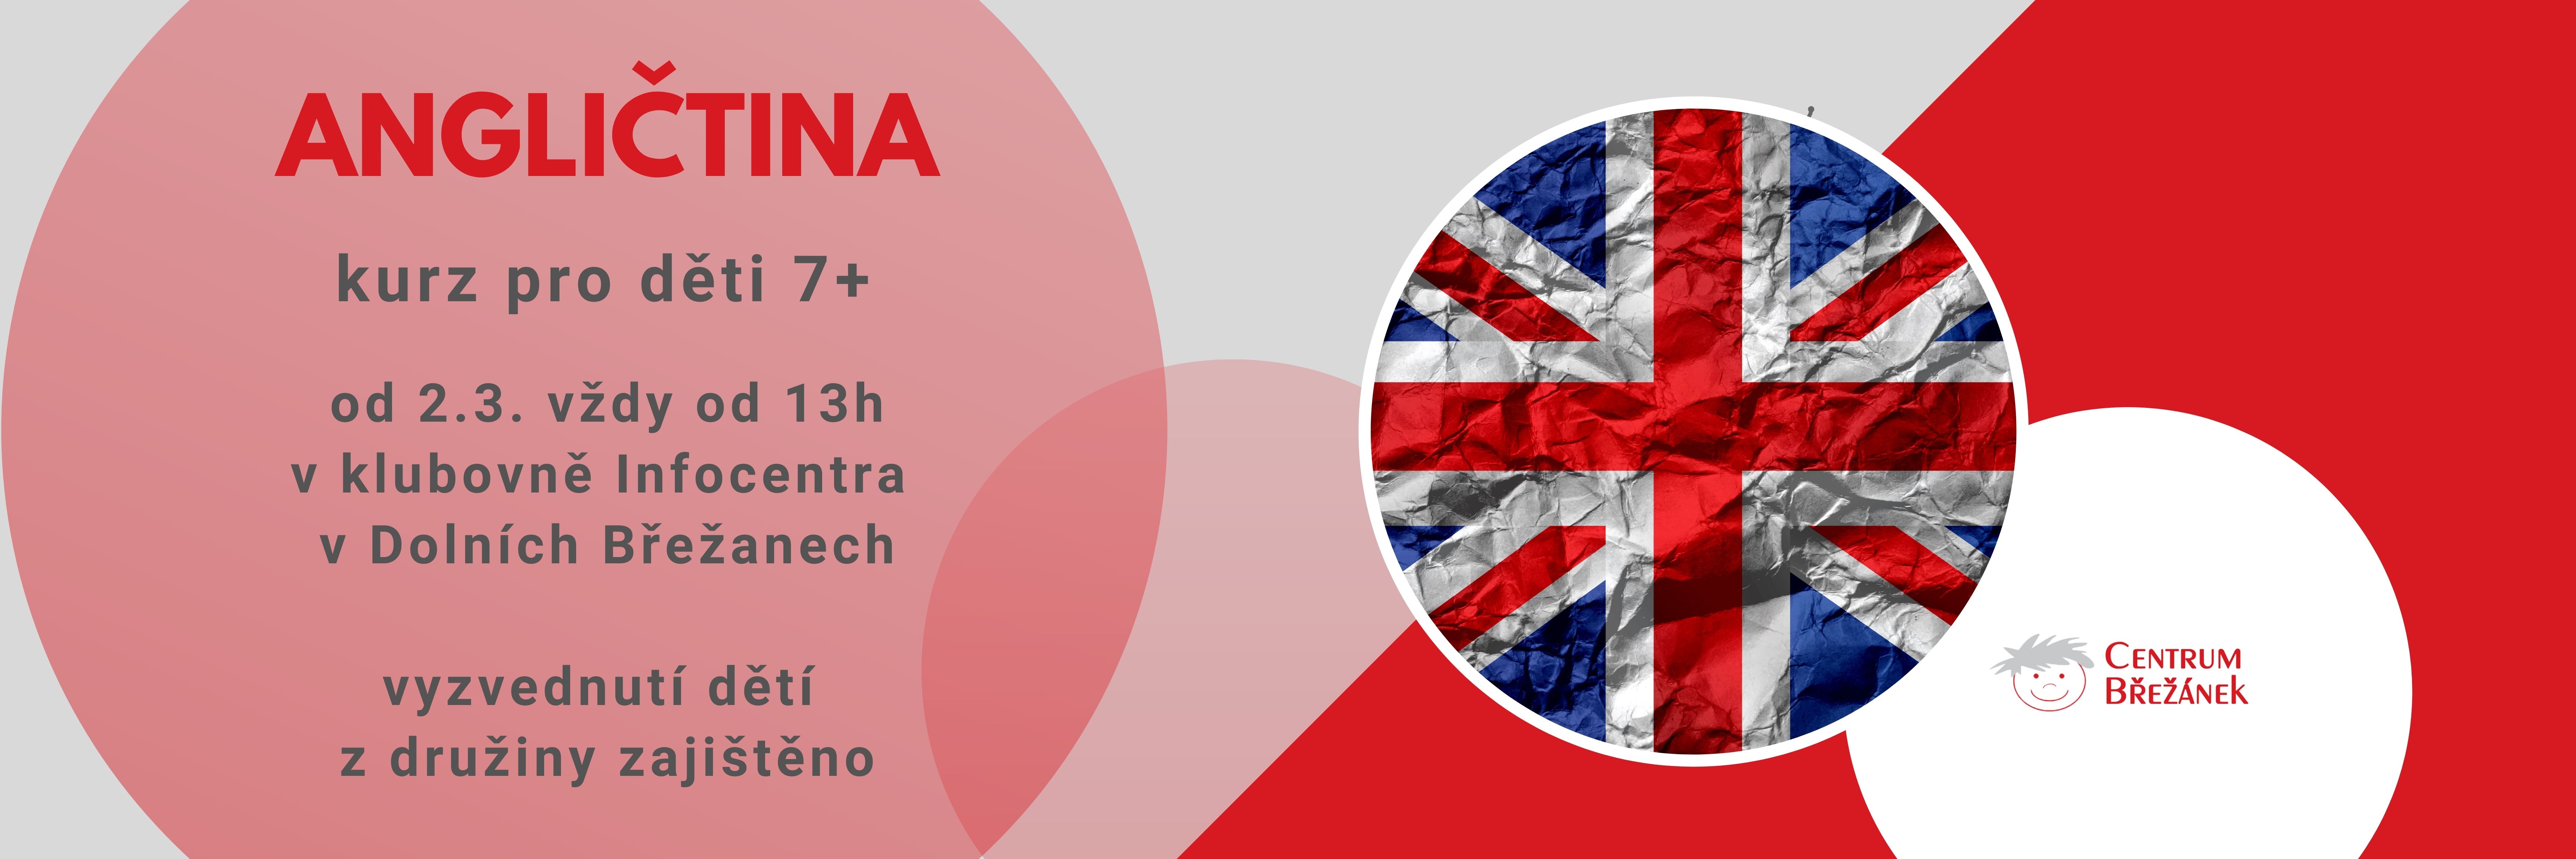 ANGLIČTINA
kurz pro děti 7+
od 2.3. vždy od 13h
v klubovně Infocentra
v Dolních Břežanech
vyzvednutí dětí
z družiny zajištěno
CENTRUM
BŘEŽÁNEK